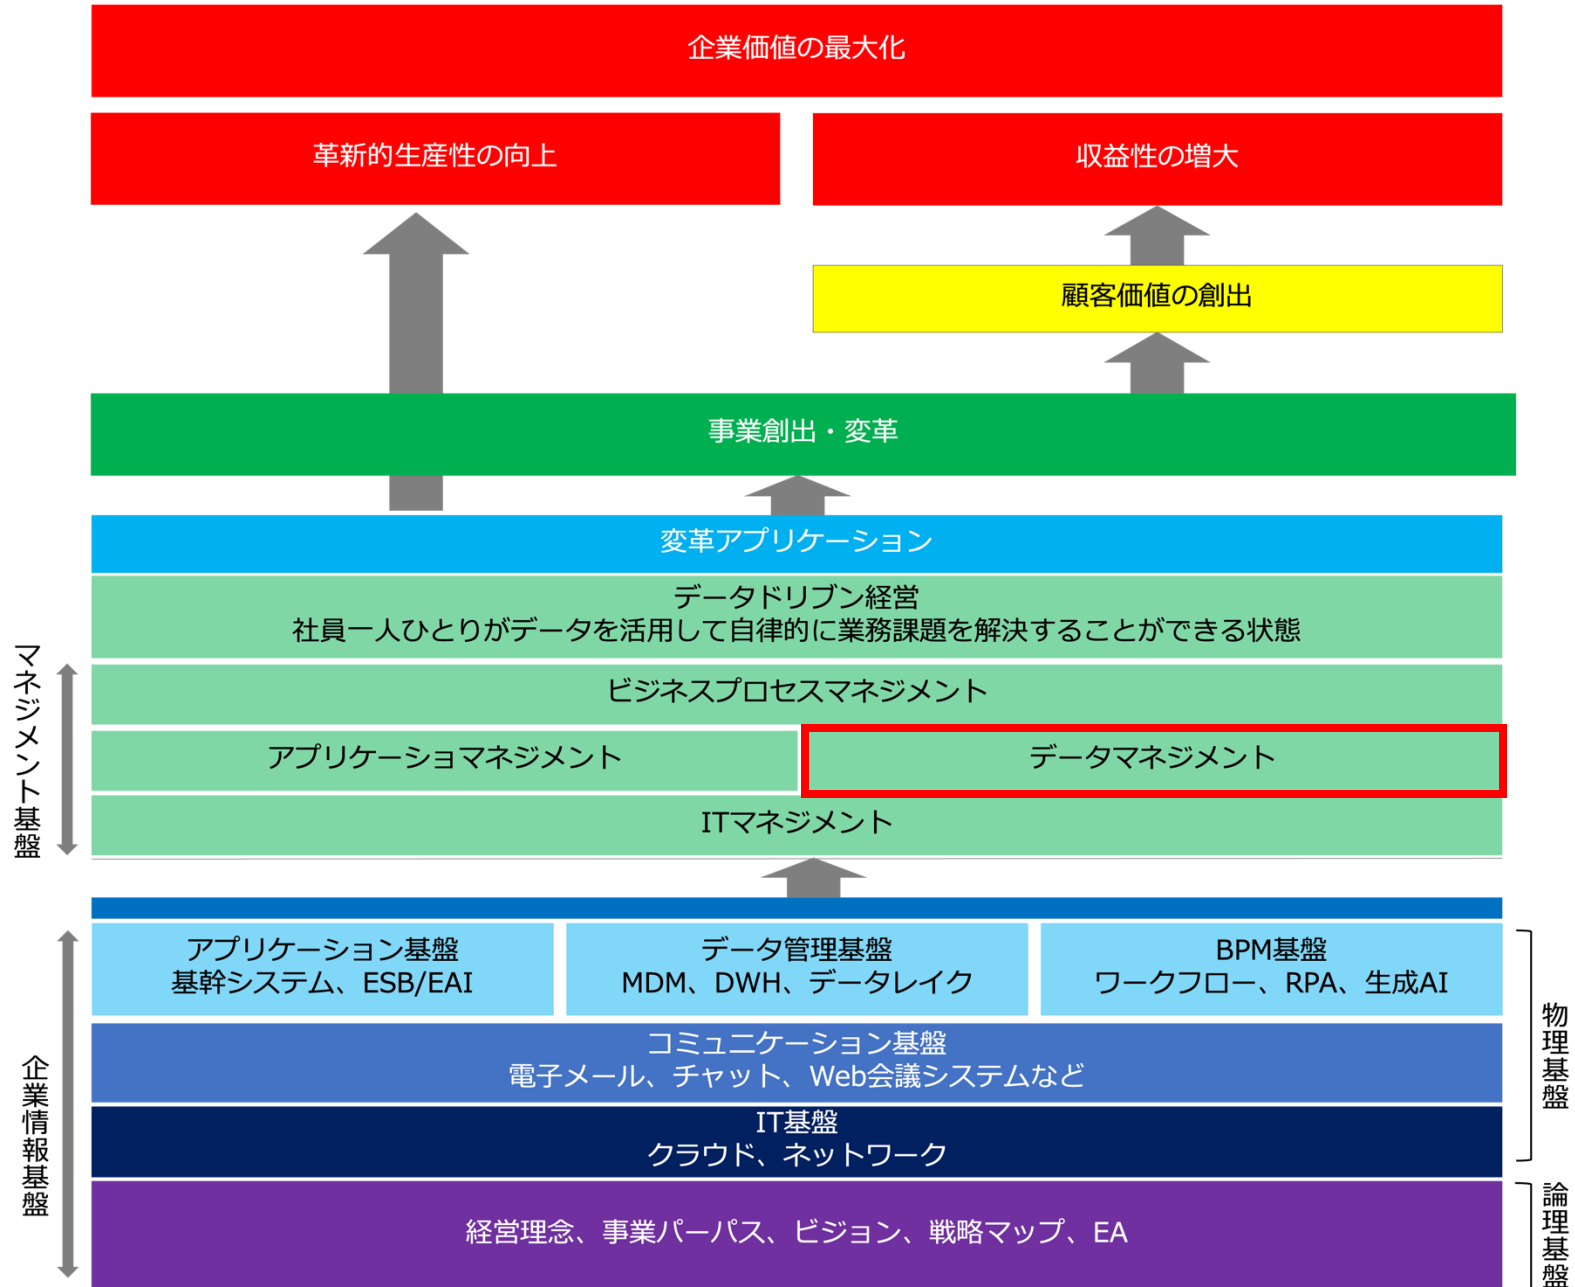 企業価値の最大化
革新的生産性の向上
収益性の増大
顧客価値の創出
事業創出・変革
変革アプリケーション
データドリブン経営
社員一人ひとりがデータを活用して自律的に業務課題を解決することができる状態
マネジメント基盤
ビジネスプロセスマネジメント
アプリケーショマネジメント
データマネジメント
ITマネジメント
企業情報基盤
アプリケーション基盤
基幹システム、ESB/EAI
データ管理基盤
MDM、DWH、データレイク
BPM基盤
ワークフロー、RPA、生成AI
コミュニケーション基盤
電子メール、チャット、Web会議システムなど
IT基盤
クラウド、ネットワーク
物理基盤
経営理念、事業パーパス、ビジョン、戦略マップ、EA
論理基盤